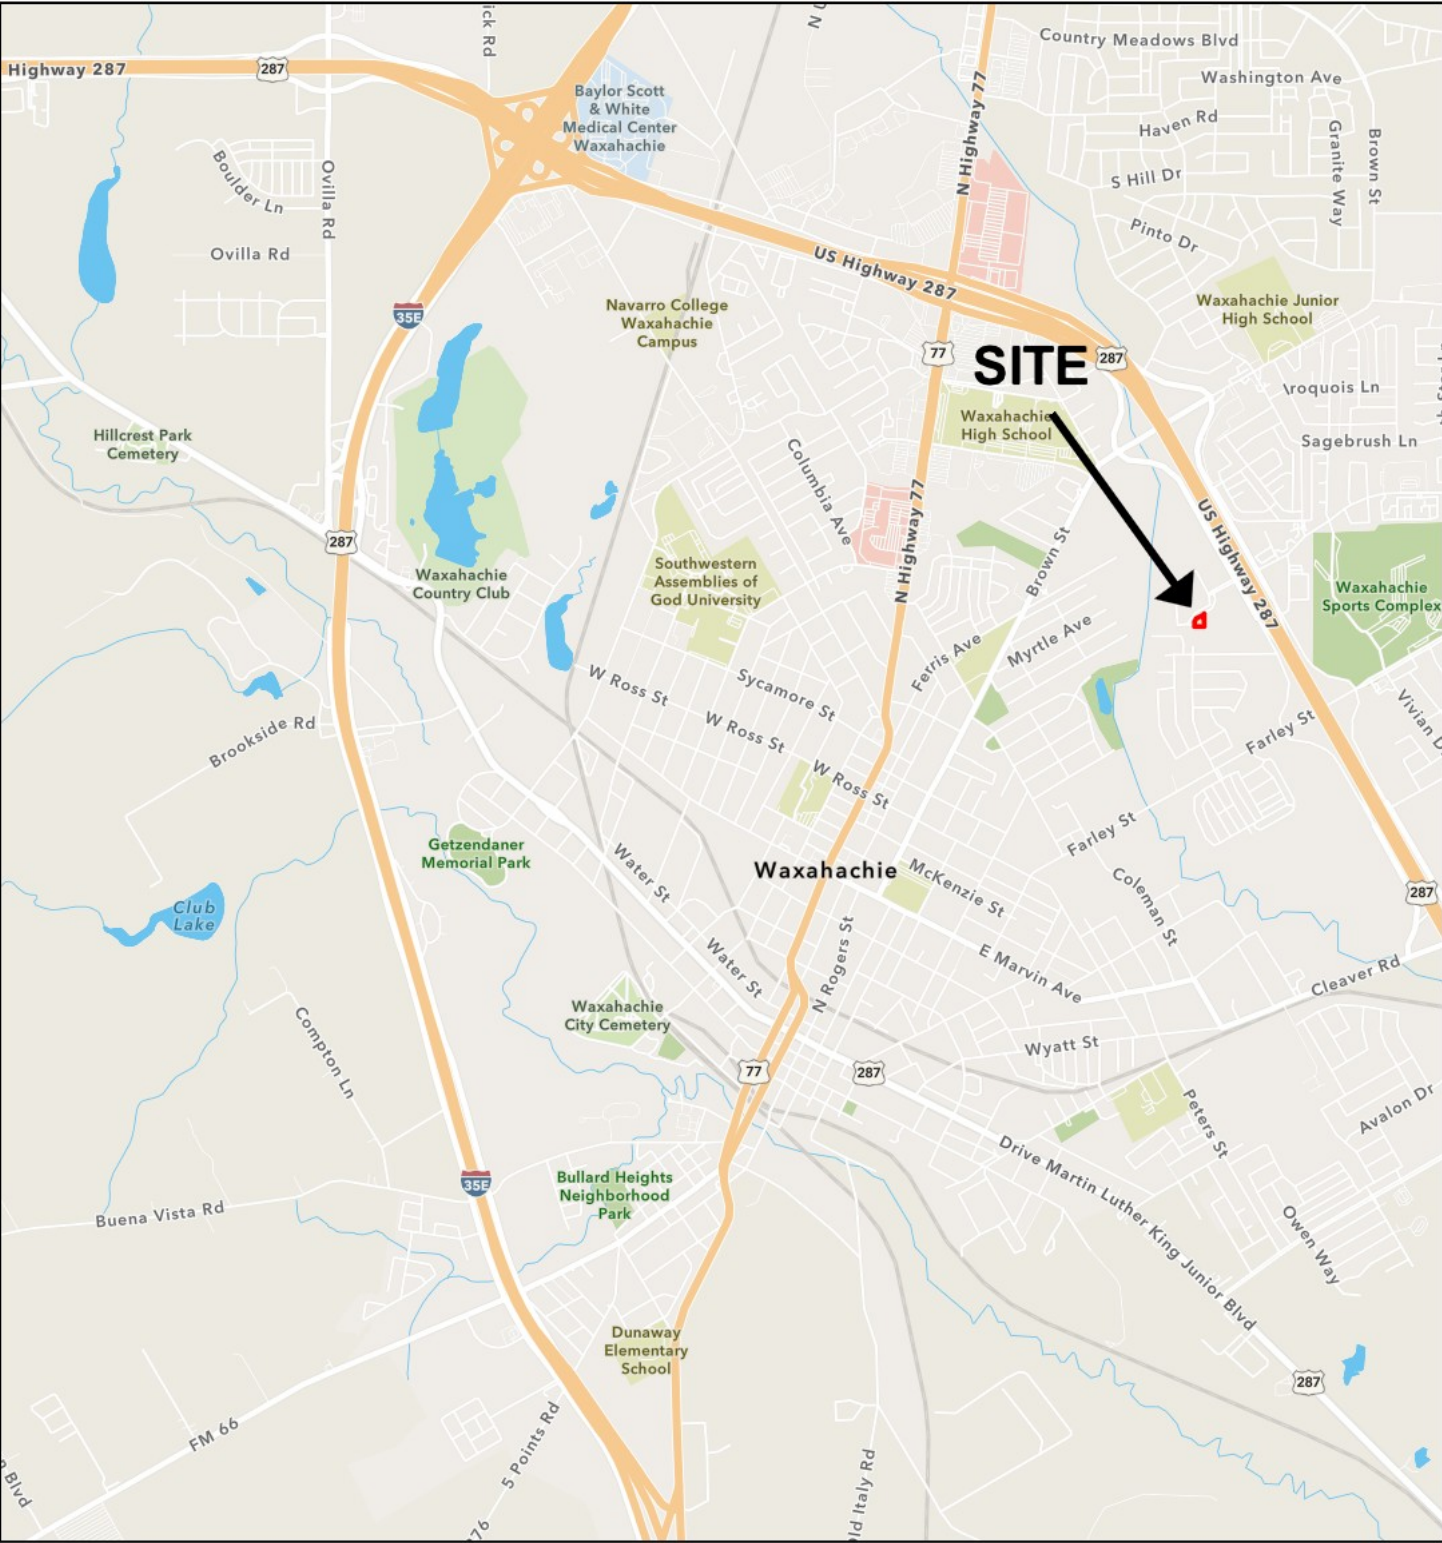 ick Rd
N
Country Meadows Blvd
Highway 287
287
Washington Ave
Baylor Scott
& White
Medical Center
Waxahachie
N Highway 77
Haven Rd
Granite Way
Brown St
Boulder Ln
Ovilla Rd
S Hill Dr
Pinto Dr
Ovilla Rd
US Highway 287
35E
Navarro College
Waxahachie
Campus
Waxahachie Junior
High School
77
SITE
287
Iroquois Ln
Hillcrest Park
Cemetery
Waxahachie
High School
Sagebrush Ln
Columbia Ave
287
N Highway 77
US Highway 287
Brown St
Waxahachie
Country Club
Southwestern
Assemblies of
God University
Waxahachie
Sports Complex
Ferris Ave
Myrtle Ave
W Ross St
Sycamore St
W Ross St
Brookside Rd
Farley St
Vivian D
W Ross St
Getzendaner
Memorial Park
Farley St
Water St
Waxahachie
McKenzie St
Coleman St
287
Club
Lake
Water St
N Rogers St
E Marvin Ave
Cleaver Rd
Waxahachie
City Cemetery
Compton Ln
Wyatt St
77
287
Peters St
Avalon Dr
35E
Bullard Heights
Neighborhood
Park
Drive Martin Luther King Junior Blvd
Buena Vista Rd
Owen Way
Dunaway
Elementary
School
287
FM 66
5 Points Rd
Old Italy Rd
n Blvd
76